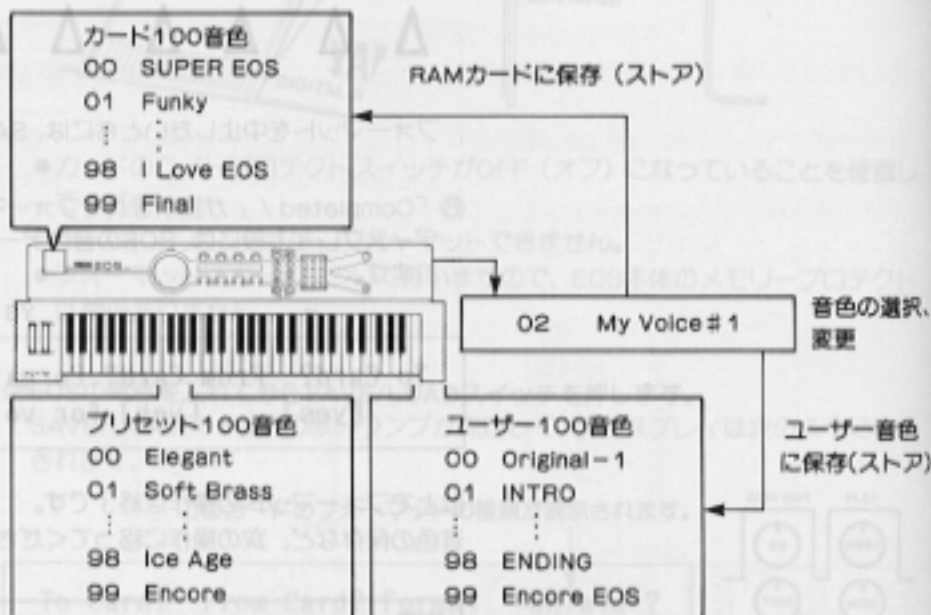 カード100音色
00 SUPER EOS
01 Funky
⋮ ⋮
98 I Love EOS
99 Final
RAMカードに保存（ストア）
02 My Voice♯1
音色の選択、
変更
プリセット100音色
00 Elegant
01 Soft Brass
⋮ ⋮
98 Ice Age
99 Encore
ユーザー100音色
00 Original-1
01 INTRO
⋮ ⋮
98 ENDING
99 Encore EOS
ユーザー音色
に保存(ストア)